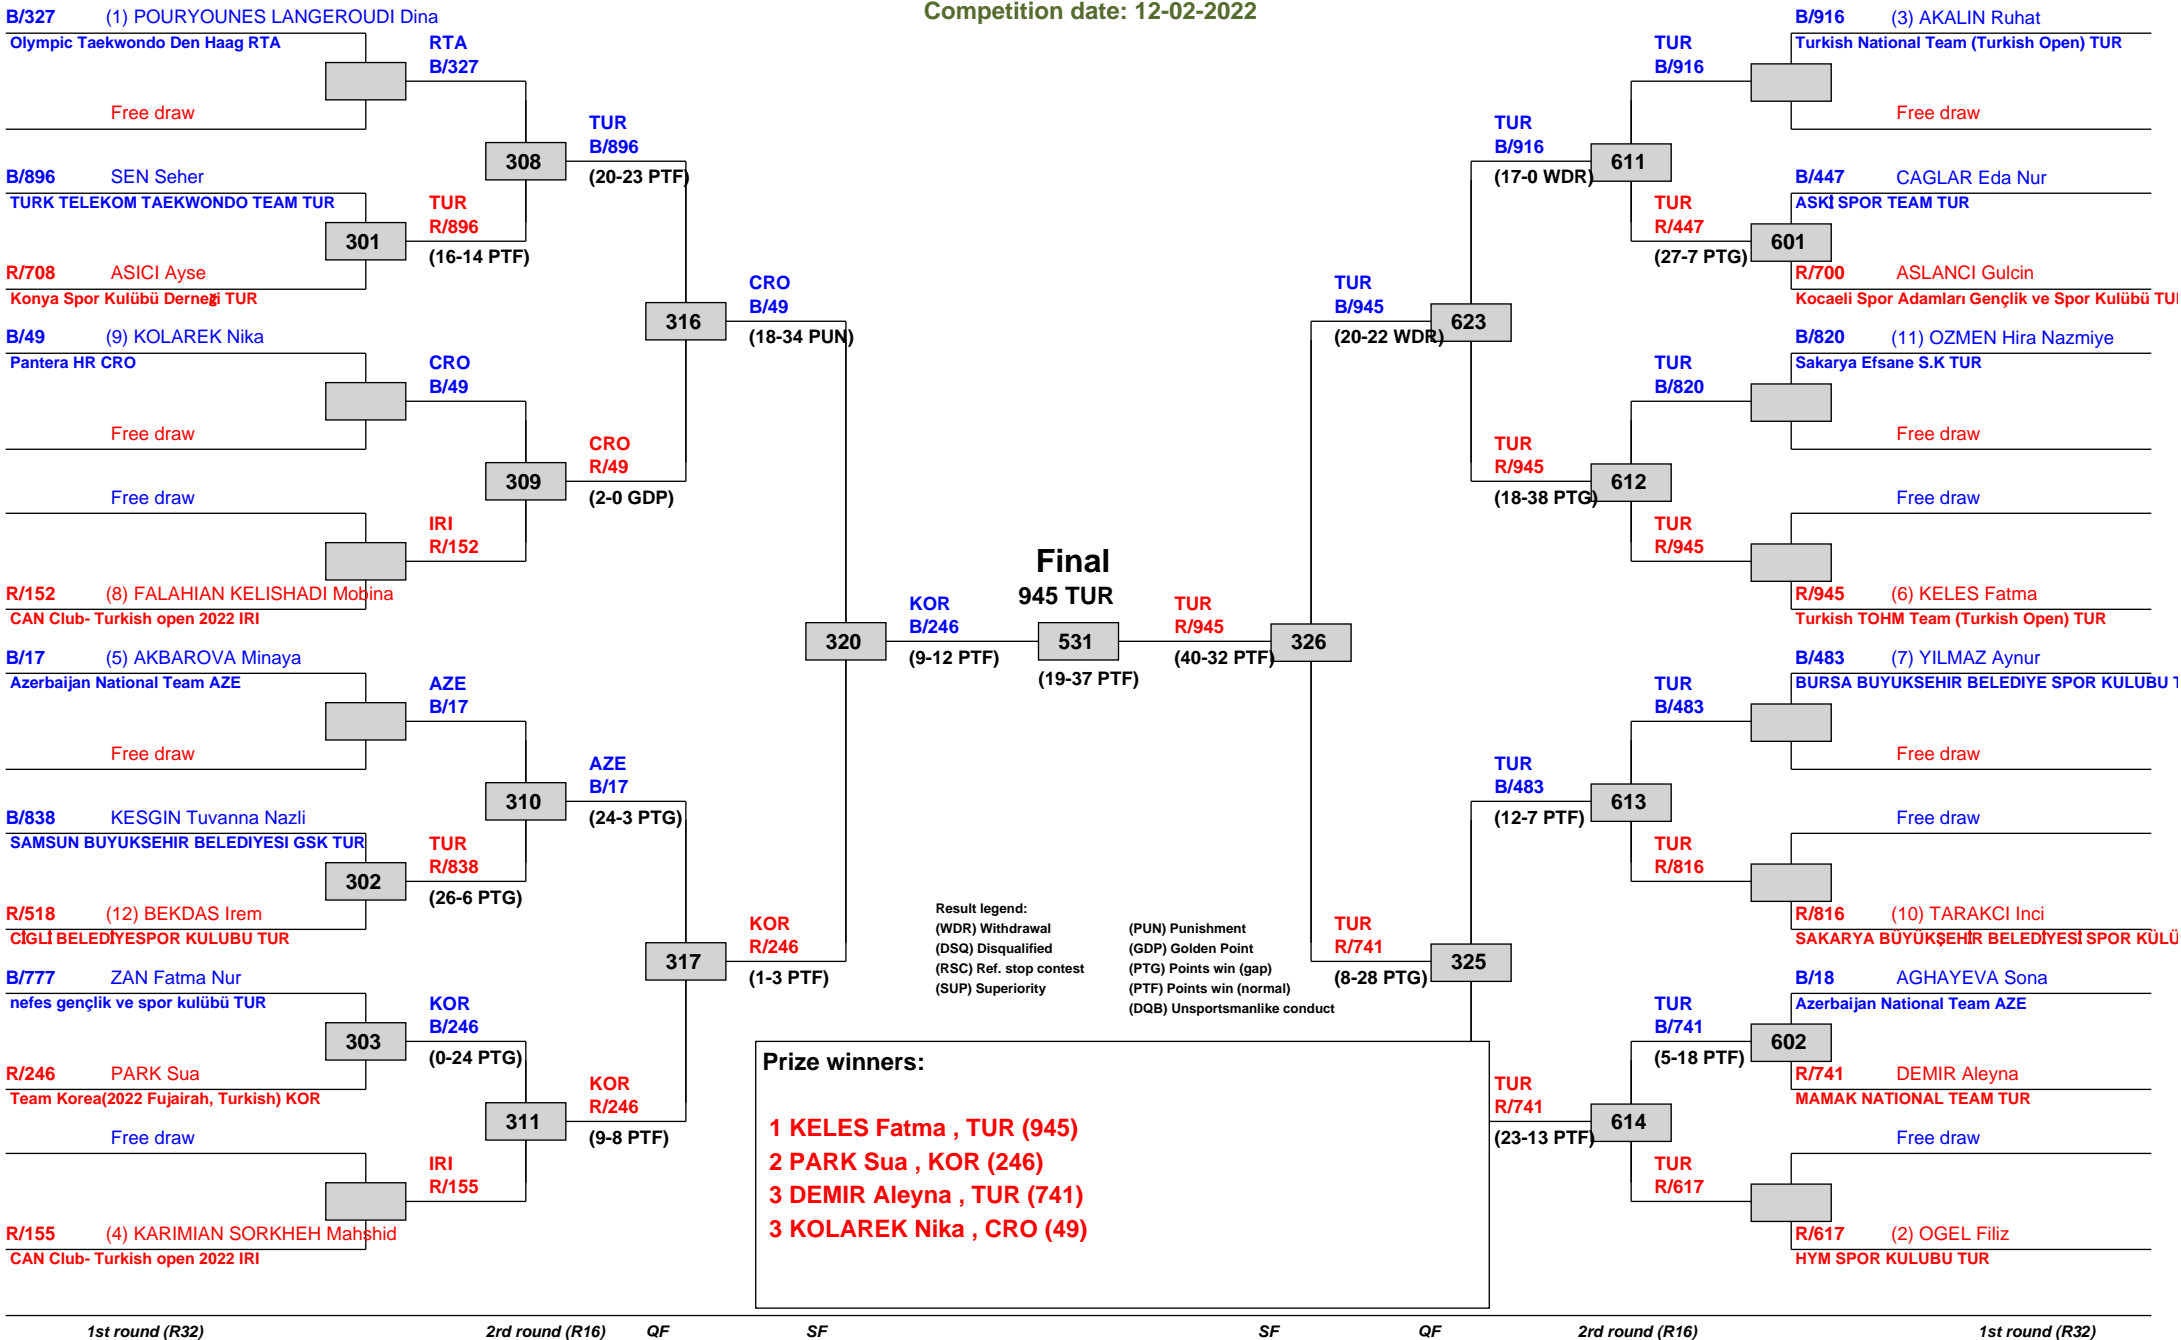 Competition date: 12-02-2022
B/327 (1) POURYOUNES LANGEROUDI Dina
Olympic Taekwondo Den Haag RTA
Free draw
B/896 SEN Seher
TURK TELEKOM TAEKWONDO TEAM TUR
301
R/708 ASICI Ayse
Konya Spor Kulübü Derneği TUR
B/49 (9) KOLAREK Nika
Pantera HR CRO
Free draw
Free draw
R/152 (8) FALAHIAN KELISHADI Mobina
CAN Club- Turkish open 2022 IRI
B/17 (5) AKBAROVA Minaya
Azerbaijan National Team AZE
Free draw
B/838 KESGIN Tuvanna Nazli
SAMSUN BUYUKSEHIR BELEDIYESI GSK TUR
302
R/518 (12) BEKDAS Irem
CİGLİ BELEDİYESPOR KULUBU TUR
B/777 ZAN Fatma Nur
nefes gençlik ve spor kulübü TUR
303
R/246 PARK Sua
Team Korea(2022 Fujairah, Turkish) KOR
Free draw
R/155 (4) KARIMIAN SORKHEH Mahshid
CAN Club- Turkish open 2022 IRI
RTA
B/327
308
TUR
R/896
(16-14 PTF)
CRO
B/49
309
IRI
R/152
AZE
B/17
310
TUR
R/838
(26-6 PTG)
KOR
B/246
(0-24 PTG)
311
IRI
R/155
TUR
B/896
(20-23 PTF)
316
CRO
R/49
(2-0 GDP)
AZE
B/17
(24-3 PTG)
317
KOR
R/246
(9-8 PTF)
CRO
B/49
(18-34 PUN)
320
KOR
R/246
(1-3 PTF)
KOR
B/246
(9-12 PTF)
Final
945 TUR
531
(19-37 PTF)
TUR
R/945
(40-32 PTF)
326
TUR
B/945
(20-22 WDR)
623
TUR
R/741
(8-28 PTG)
325
TUR
B/916
(17-0 WDR)
611
TUR
R/945
(18-38 PTG)
612
TUR
B/483
(12-7 PTF)
613
TUR
R/741
(23-13 PTF)
614
TUR
B/916
TUR
R/447
(27-7 PTG)
601
TUR
B/820
TUR
R/945
TUR
B/483
TUR
R/816
TUR
B/741
(5-18 PTF)
602
TUR
R/617
B/916 (3) AKALIN Ruhat
Turkish National Team (Turkish Open) TUR
Free draw
B/447 CAGLAR Eda Nur
ASKİ SPOR TEAM TUR
R/700 ASLANCI Gulcin
Kocaeli Spor Adamları Gençlik ve Spor Kulübü TU
B/820 (11) OZMEN Hira Nazmiye
Sakarya Efsane S.K TUR
Free draw
Free draw
R/945 (6) KELES Fatma
Turkish TOHM Team (Turkish Open) TUR
B/483 (7) YILMAZ Aynur
BURSA BUYUKSEHIR BELEDIYE SPOR KULUBU T
Free draw
Free draw
R/816 (10) TARAKCI Inci
SAKARYA BÜYÜKŞEHİR BELEDİYESİ SPOR KÜLÜ
B/18 AGHAYEVA Sona
Azerbaijan National Team AZE
R/741 DEMIR Aleyna
MAMAK NATIONAL TEAM TUR
Free draw
R/617 (2) OGEL Filiz
HYM SPOR KULUBU TUR
Result legend:
(WDR) Withdrawal
(DSQ) Disqualified
(RSC) Ref. stop contest
(SUP) Superiority
(PUN) Punishment
(GDP) Golden Point
(PTG) Points win (gap)
(PTF) Points win (normal)
(DQB) Unsportsmanlike conduct
Prize winners:
1 KELES Fatma , TUR (945)
2 PARK Sua , KOR (246)
3 DEMIR Aleyna , TUR (741)
3 KOLAREK Nika , CRO (49)
1st round (R32) 2rd round (R16) QF SF SF QF 2rd round (R16) 1st round (R32)